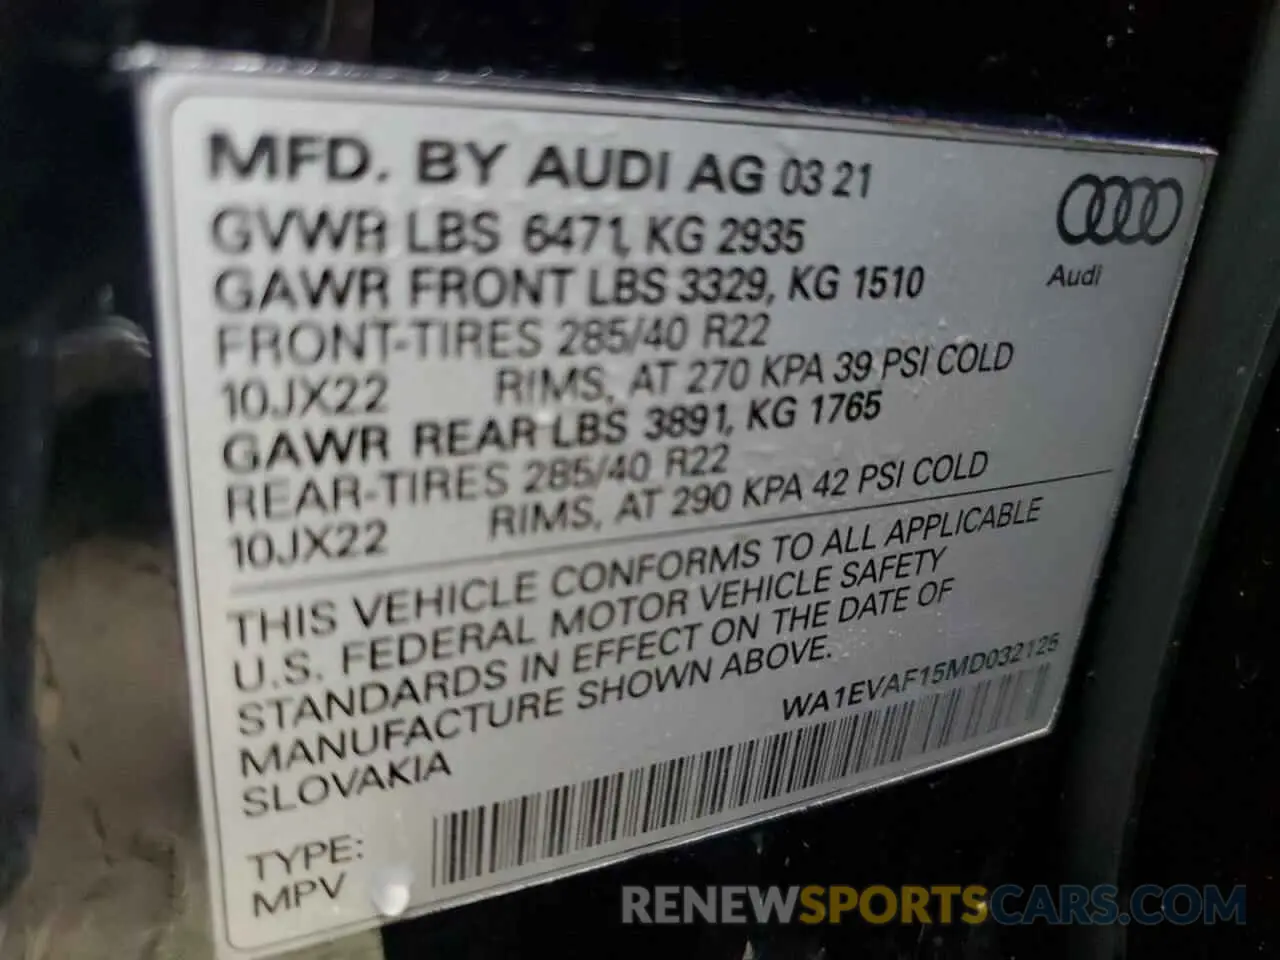 MFD. BY AUDI AG 03 21
GVWR LBS 6471, KG 2935
GAWR FRONT LBS 3329, KG 1510
FRONT-TIRES 285/40 R22
10JX22 RIMS, AT 270 KPA 39 PSI COLD
GAWR REAR LBS 3891, KG 1765
REAR-TIRES 285/40 R22
10JX22 RIMS, AT 290 KPA 42 PSI COLD
Audi
THIS VEHICLE CONFORMS TO ALL APPLICABLE
U.S. FEDERAL MOTOR VEHICLE SAFETY
STANDARDS IN EFFECT ON THE DATE OF
MANUFACTURE SHOWN ABOVE.
SLOVAKIA
WA1EVAF15MD032125
TYPE:
MPV
RENEWSPORTSCARS.COM